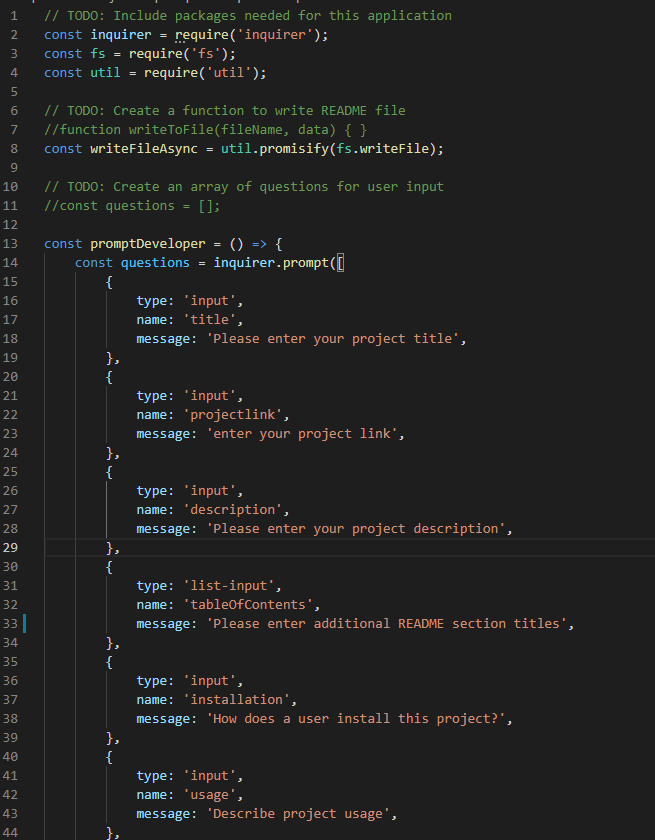 1 // TODO: Include packages needed for this application
2 const inquirer = require('inquirer');
3 const fs = require('fs');
4 const util = require('util');
5
6 // TODO: Create a function to write README file
7 //function writeToFile(fileName, data) { }
8 const writeFileAsync = util.promisify(fs.writeFile);
9
10 // TODO: Create an array of questions for user input
11 //const questions = [];
12
13 const promptDeveloper = () => {
14     const questions = inquirer.prompt([
15         {
16             type: 'input',
17             name: 'title',
18             message: 'Please enter your project title',
19         },
20         {
21             type: 'input',
22             name: 'projectlink',
23             message: 'enter your project link',
24         },
25         {
26             type: 'input',
27             name: 'description',
28             message: 'Please enter your project description',
29         },
30         {
31             type: 'list-input',
32             name: 'tableOfContents',
33             message: 'Please enter additional README section titles',
34         },
35         {
36             type: 'input',
37             name: 'installation',
38             message: 'How does a user install this project?',
39         },
40         {
41             type: 'input',
42             name: 'usage',
43             message: 'Describe project usage',
44         },